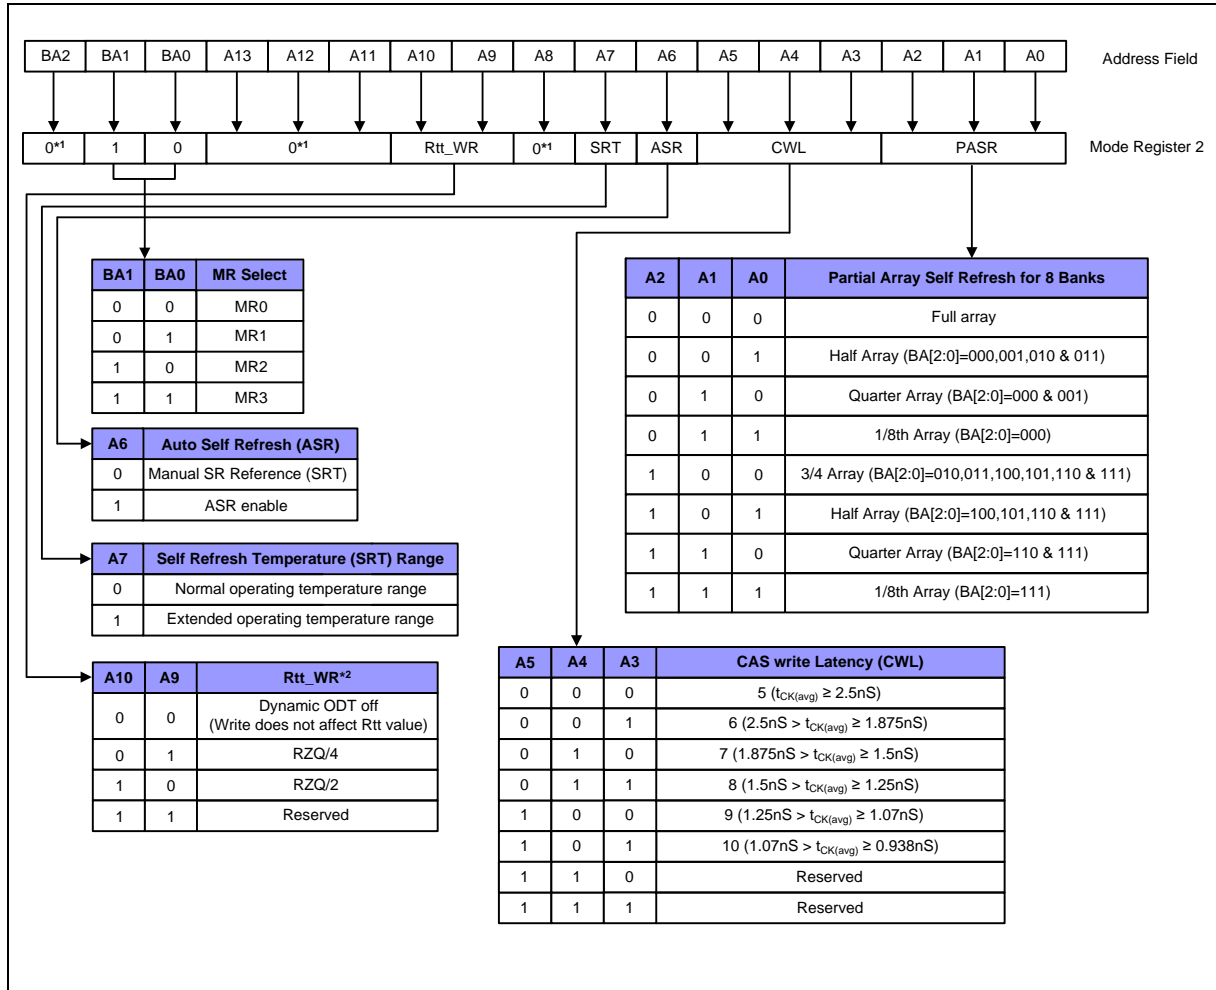 BA2 BA1 BA0 A13 A12 A11 A10 A9 A8 A7 A6 A5 A4 A3 A2 A1 A0 Address Field
0*1 1 0 0*1 Rtt_WR 0*1 SRT ASR CWL PASR Mode Register 2
BA1 BA0 MR Select
0 0 MR0
0 1 MR1
1 0 MR2
1 1 MR3
A6 Auto Self Refresh (ASR)
0 Manual SR Reference (SRT)
1 ASR enable
A7 Self Refresh Temperature (SRT) Range
0 Normal operating temperature range
1 Extended operating temperature range
A10 A9 Rtt_WR*2
0 0 Dynamic ODT off
(Write does not affect Rtt value)
0 1 RZQ/4
1 0 RZQ/2
1 1 Reserved
A2 A1 A0 Partial Array Self Refresh for 8 Banks
0 0 0 Full array
0 0 1 Half Array (BA[2:0]=000,001,010 & 011)
0 1 0 Quarter Array (BA[2:0]=000 & 001)
0 1 1 1/8th Array (BA[2:0]=000)
1 0 0 3/4 Array (BA[2:0]=010,011,100,101,110 & 111)
1 0 1 Half Array (BA[2:0]=100,101,110 & 111)
1 1 0 Quarter Array (BA[2:0]=110 & 111)
1 1 1 1/8th Array (BA[2:0]=111)
A5 A4 A3 CAS write Latency (CWL)
0 0 0 5 (tCK(avg) ≥ 2.5nS)
0 0 1 6 (2.5nS > tCK(avg) ≥ 1.875nS)
0 1 0 7 (1.875nS > tCK(avg) ≥ 1.5nS)
0 1 1 8 (1.5nS > tCK(avg) ≥ 1.25nS)
1 0 0 9 (1.25nS > tCK(avg) ≥ 1.07nS)
1 0 1 10 (1.07nS > tCK(avg) ≥ 0.938nS)
1 1 0 Reserved
1 1 1 Reserved